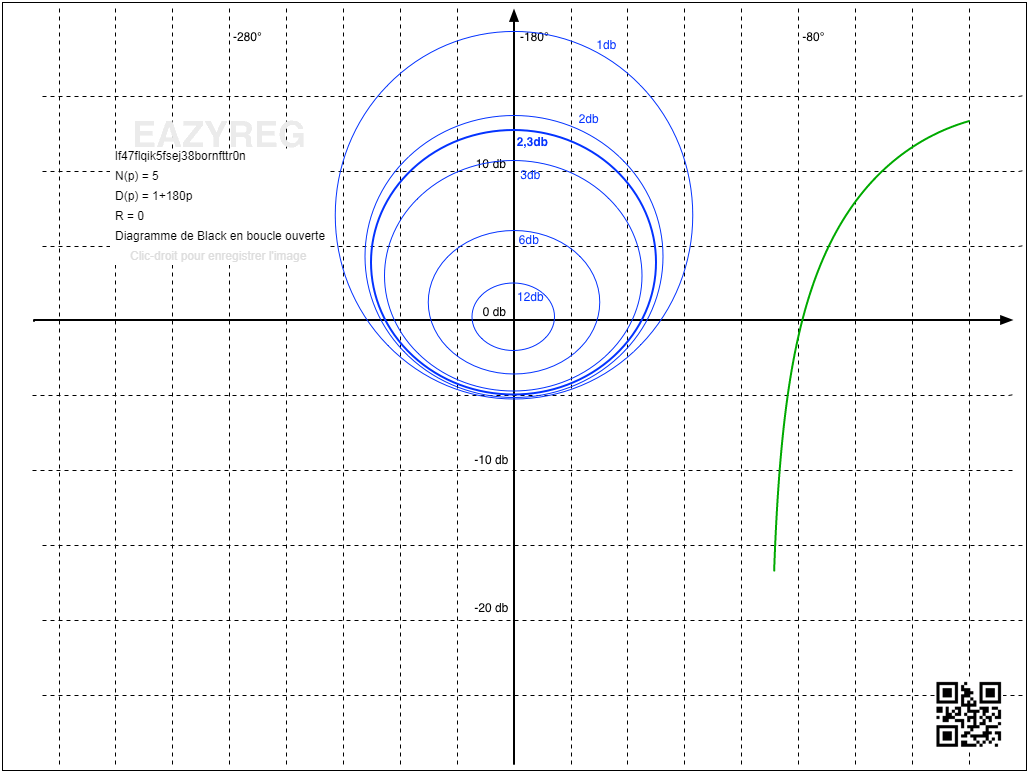 -280°
-180°
-80°
1db
2db
2,3db
3db
6db
12db
10 db
0 db
-10 db
-20 db
EAZYREG
lf47flqik5fsej38bornfttr0n
N(p) = 5
D(p) = 1+180p
R = 0
Diagramme de Black en boucle ouverte
Clic-droit pour enregistrer l'image